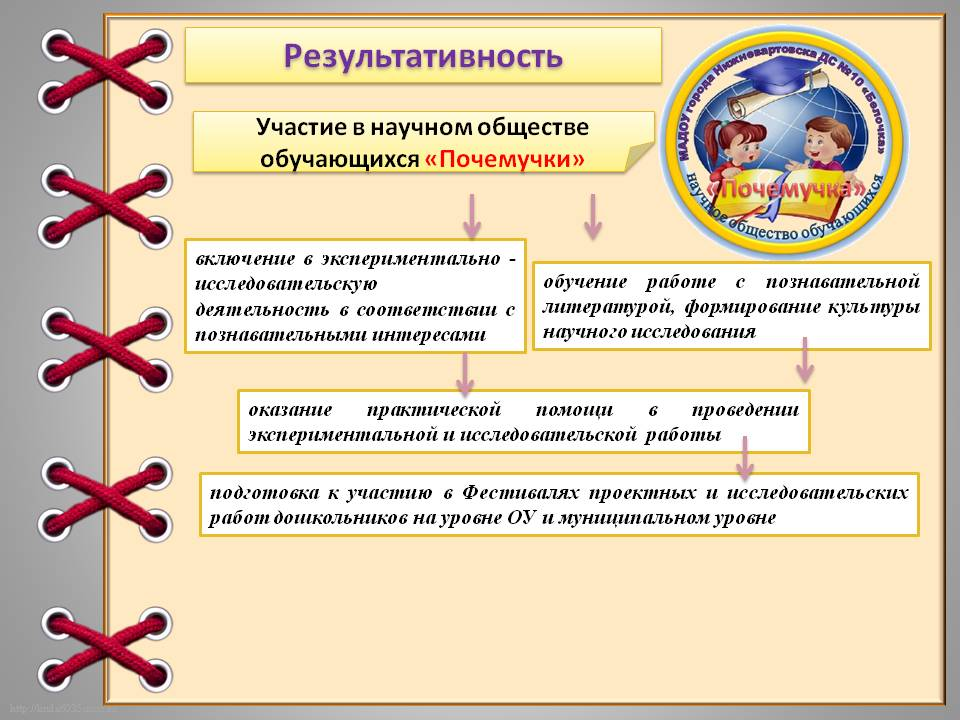 Результативность
Участие в научном обществе
обучающихся «Почемучки»
МАДОУ города Нижневартовска ДС №10 «Белочка»
«Почемучка»
научное общество обучающихся
включение в экспериментально -
исследовательскую
деятельность в соответствии с
познавательными интересами
обучение работе с познавательной
литературой, формирование культуры
научного исследования
оказание практической помощи в проведении
экспериментальной и исследовательской работы
подготовка к участию в Фестивалях проектных и исследовательских
работ дошкольников на уровне ОУ и муниципальном уровне